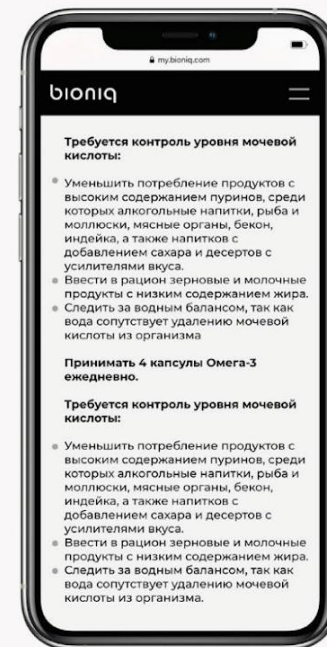 my.bioniq.com
bıonıq
Требуется контроль уровня мочевой
кислоты:
Уменьшить потребление продуктов с
высоким содержанием пуринов, среди
которых алкогольные напитки, рыба и
моллюски, мясные органы, бекон,
индейка, а также напитков с
добавлением сахара и десертов с
усилителями вкуса.
Ввести в рацион зерновые и молочные
продукты с низким содержанием жира.
Следить за водным балансом, так как
вода сопутствует удалению мочевой
кислоты из организма
Принимать 4 капсулы Омега-3
ежедневно.
Требуется контроль уровня мочевой
кислоты:
Уменьшить потребление продуктов с
высоким содержанием пуринов, среди
которых алкогольные напитки, рыба и
моллюски, мясные органы, бекон,
индейка, а также напитков с
добавлением сахара и десертов с
усилителями вкуса.
Ввести в рацион зерновые и молочные
продукты с низким содержанием жира.
Следить за водным балансом, так как
вода сопутствует удалению мочевой
кислоты из организма.